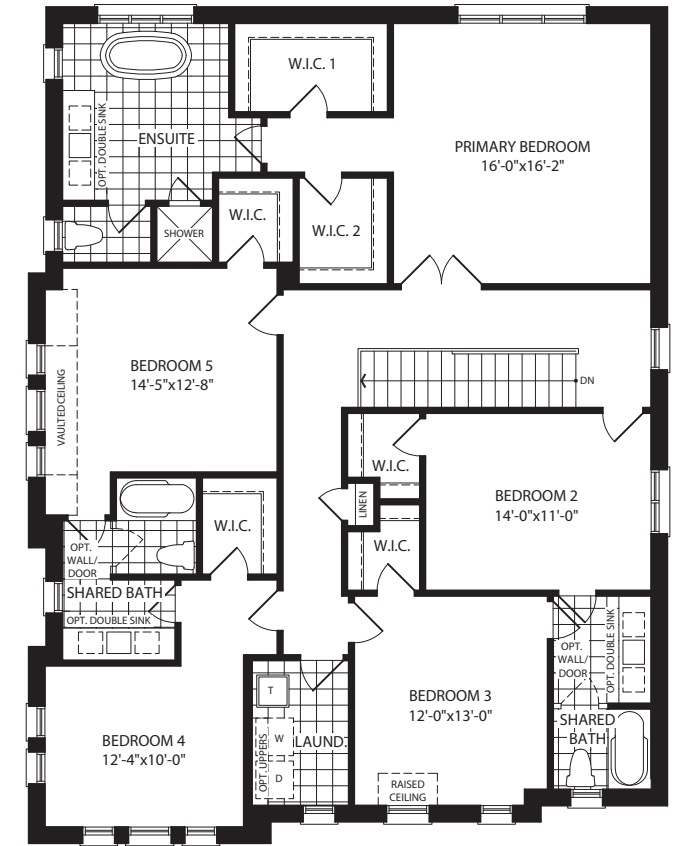 W.I.C. 1
OPT. DOUBLE SINK
ENSUITE
PRIMARY BEDROOM
16'-0"x16'-2"
SHOWER
W.I.C.
W.I.C. 2
BEDROOM 5
14'-5"x12'-8"
VAULTED CEILING
DN
W.I.C.
LINEN
BEDROOM 2
14'-0"x11'-0"
W.I.C.
W.I.C.
OPT.
WALL/
DOOR
SHARED BATH
OPT. DOUBLE SINK
OPT. DOUBLE SINK
OPT.
WALL/
DOOR
T
W
D
OPT. UPPERS
LAUND.
BEDROOM 3
12'-0"x13'-0"
SHARED
BATH
BEDROOM 4
12'-4"x10'-0"
RAISED
CEILING